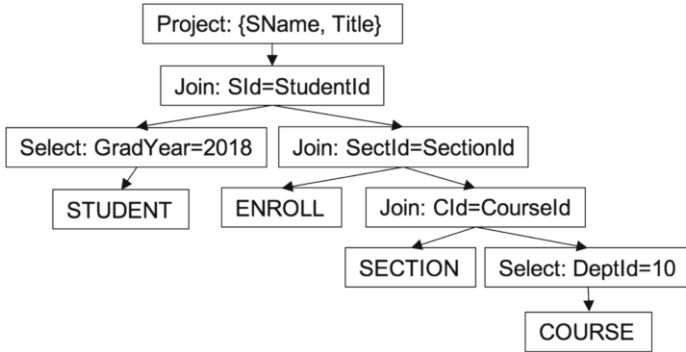 Project: {SName, Title}
Join: SId=StudentId
Select: GradYear=2018
Join: SectId=SectionId
STUDENT
ENROLL
Join: CId=CourseId
SECTION
Select: DeptId=10
COURSE